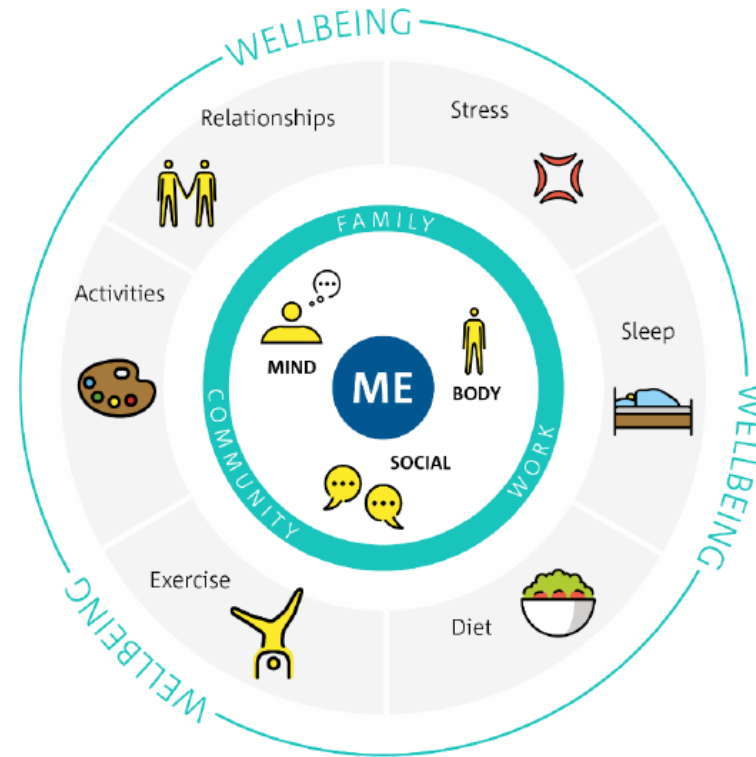 WELLBEING
Relationships
Stress
FAMILY
Activities
Sleep
MIND
ME
BODY
WELLBEING
COMMUNITY
SOCIAL
WORK
Exercise
Diet
WELLBEING